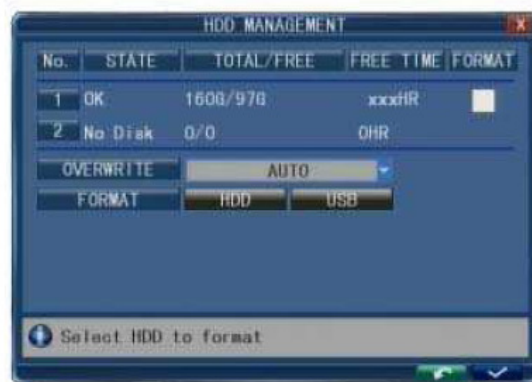 HDD MANAGEMENT
No. STATE TOTAL/FREE FREE TIME FORMAT
1 OK 160G/97G xxxHR
2 No Disk 0/0 0HR
OVERWRITE AUTO
FORMAT HDD USB
Select HDD to format